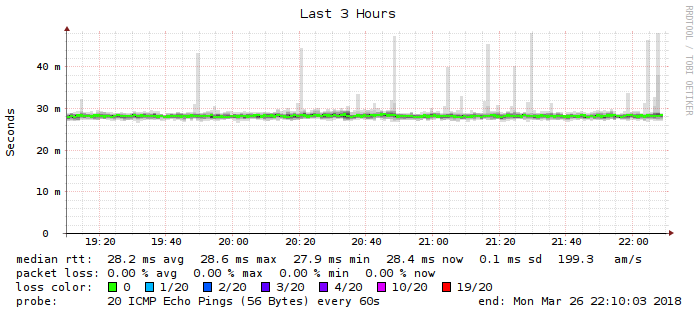 Last 3 Hours
RRDTOOL / TOBI OETIKER
Seconds
40 m
30 m
20 m
10 m
0
19:20 19:40 20:00 20:20 20:40 21:00 21:20 21:40 22:00
median rtt: 28.2 ms avg 28.6 ms max 27.9 ms min 28.4 ms now 0.1 ms sd 199.3 am/s
packet loss: 0.00 % avg 0.00 % max 0.00 % min 0.00 % now
loss color: 0 1/20 2/20 3/20 4/20 10/20 19/20
probe: 20 ICMP Echo Pings (56 Bytes) every 60s end: Mon Mar 26 22:10:03 2018